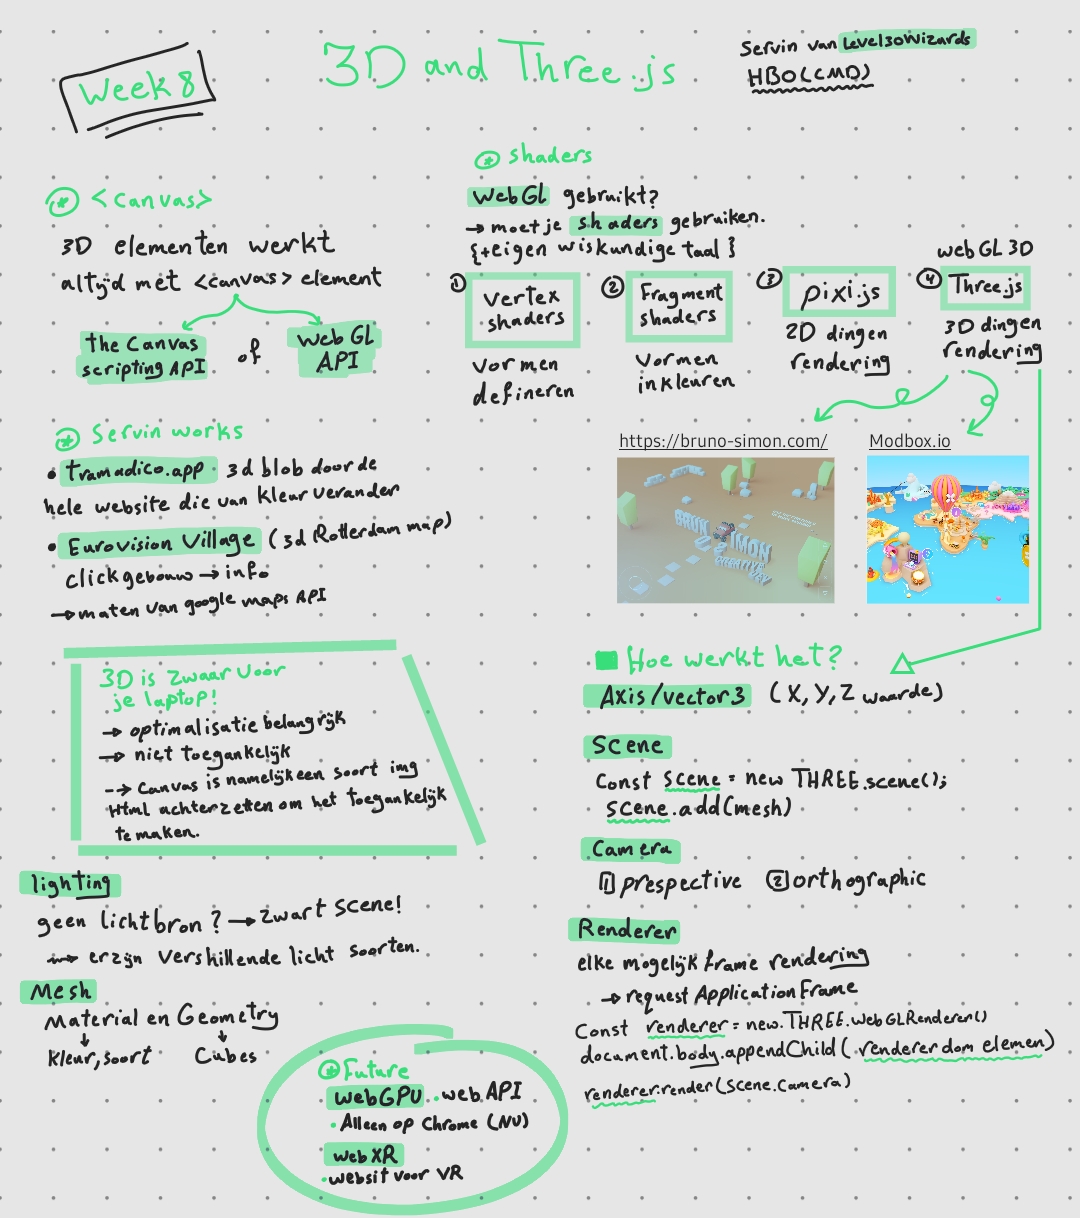 Week 8
3D and Three.js
Servin van Level30Wizards
HBO (CMD)
<Canvas>
3D elementen werkt
altijd met <canvas> element
the Canvas
scripting API
of
Web GL
API
Servin works
• tramadico.app • 3d blob door de
hele website die van kleur verander
• Eurovision Village (3d Rotterdam map)
Click gebouw → info
→ maten van google maps API
3D is zwaar voor
je laptop!
→ optimalisatie belangrijk
→ niet toegankelijk
--> Canvas is namelijk een soort img
Html achter zetten om het toegankelijk
te maken.
lighting
geen lichtbron? → zwart scene!
→ er zijn vershillende licht soorten.
Mesh
Material en Geometry
kleur, soort
Cubes
Future
webGPU • web API
• Alleen op Chrome (NU)
web XR
• websit voor VR
shaders
WebGl gebruikt?
→ moet je shaders gebruiken.
{+eigen wiskundige taal }
①
Vertex
shaders
vormen
defineren
②
Fragment
shaders
vormen
inkleuren
③
pixi.js
2D dingen
rendering
web GL 3D
④
Three.js
3D dingen
rendering
https://bruno-simon.com/
Modbox.io
BRUN SIMON
CREATIVE
DEV
Hoe werkt het?
Axis/vector3 (X, Y, Z waarde)
Scene
Const scene = new THREE.scene();
scene.add(mesh)
Camera
① prespective ② orthographic
Renderer
elke mogelijk frame rendering
→ request Application Frame
Const renderer = new.THREE.WebGLRenderer()
document.body.appendChild( renderer dom elemen)
renderer.render(scene.camera)